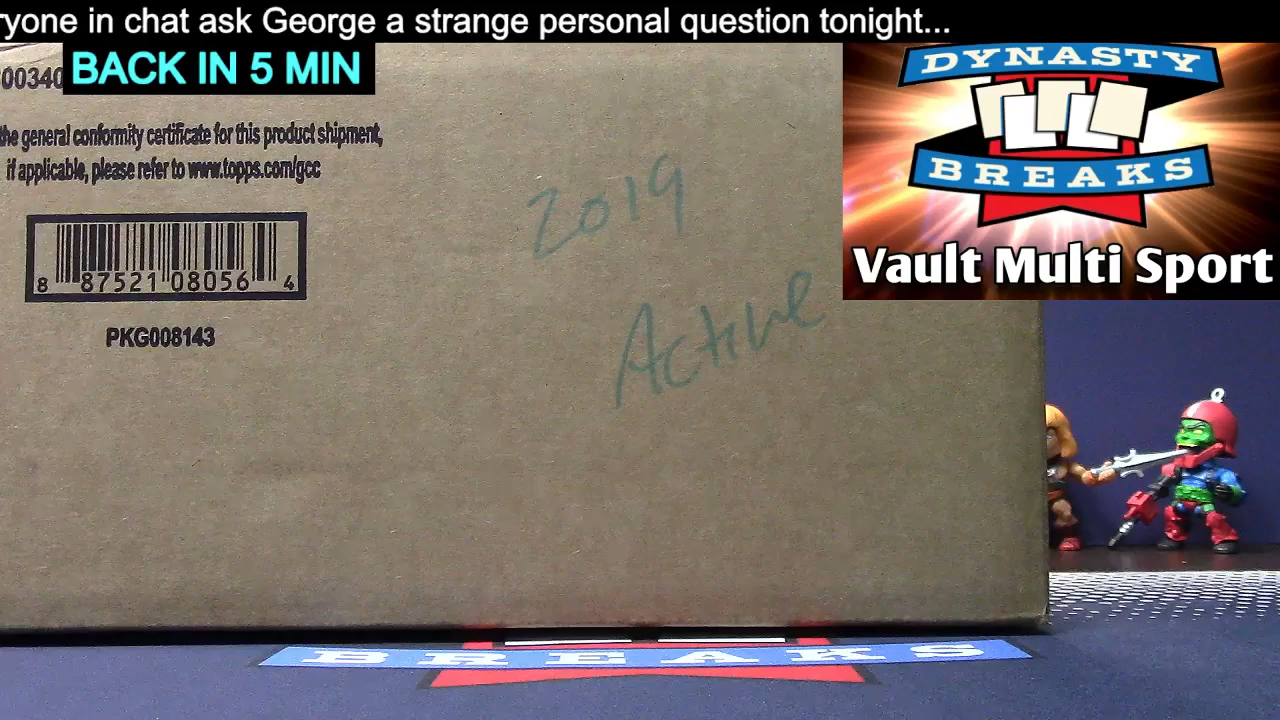 ryone in chat ask George a strange personal question tonight...
BACK IN 5 MIN
00340
the general conformity certificate for this product shipment,
if applicable, please refer to www.topps.com/gcc
8 87521 08056 4
PKG008143
2019
Active
DYNASTY
BREAKS
Vault Multi Sport
BREAKS